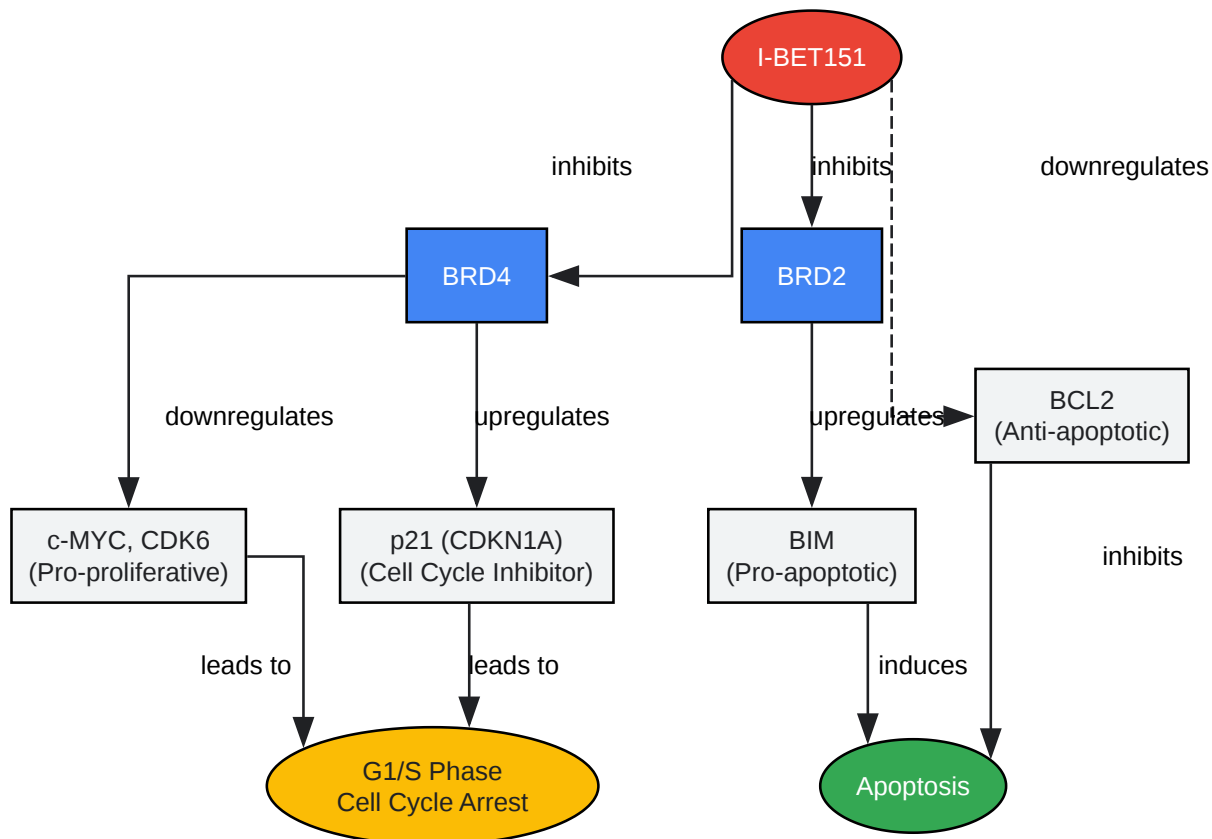 I-BET151
inhibits
inhibits
downregulates
BRD4
BRD2
downregulates
upregulates
upregulates
BCL2
(Anti-apoptotic)
c-MYC, CDK6
(Pro-proliferative)
p21 (CDKN1A)
(Cell Cycle Inhibitor)
BIM
(Pro-apoptotic)
inhibits
leads to
leads to
induces
G1/S Phase
Cell Cycle Arrest
Apoptosis